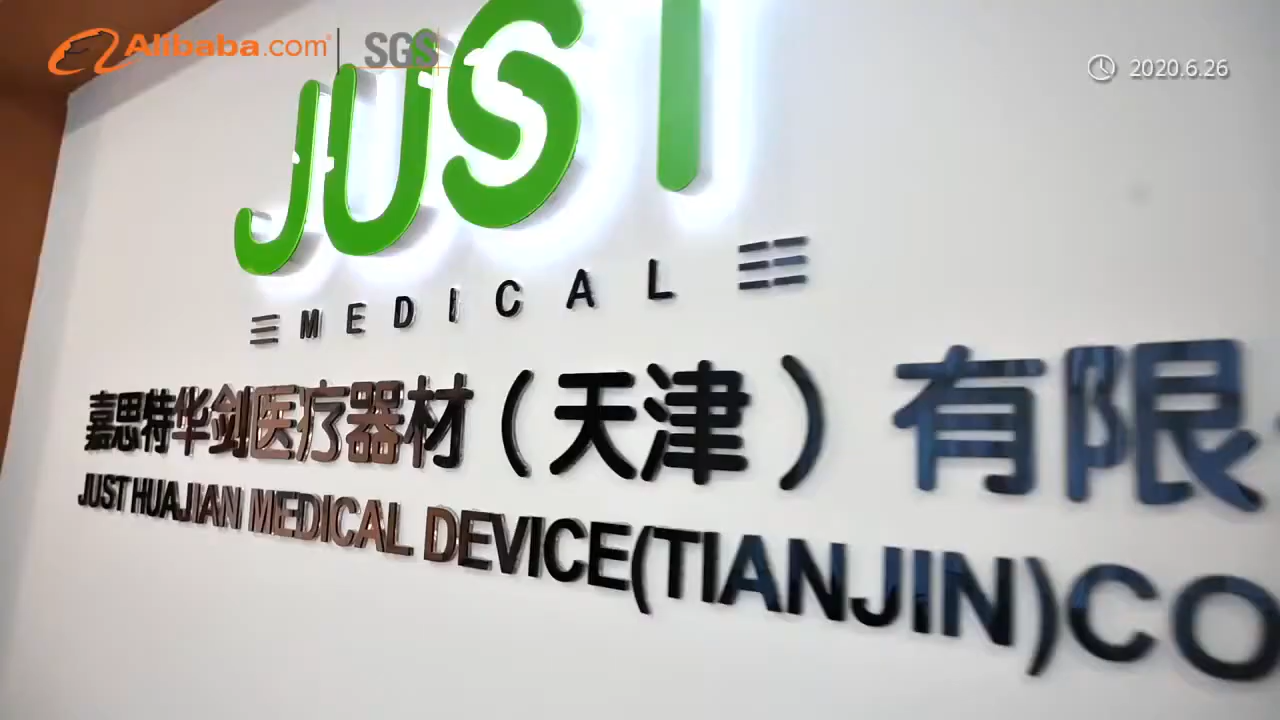 Alibaba.com | SGS
2020.6.26
JUST
MEDICAL
嘉思特华剑医疗器材（天津）有限
JUST HUAJIAN MEDICAL DEVICE(TIANJIN)CO